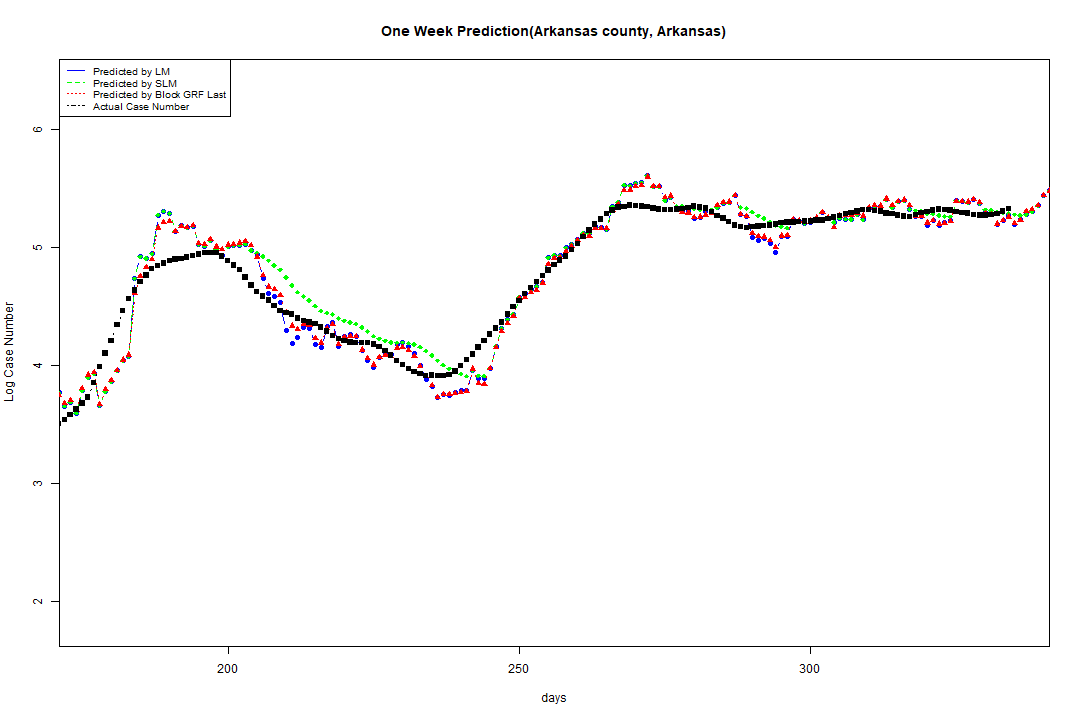 One Week Prediction(Arkansas county, Arkansas)
Predicted by LM
Predicted by SLM
Predicted by Block GRF Last
Actual Case Number
6
5
4
3
2
Log Case Number
200
250
300
days